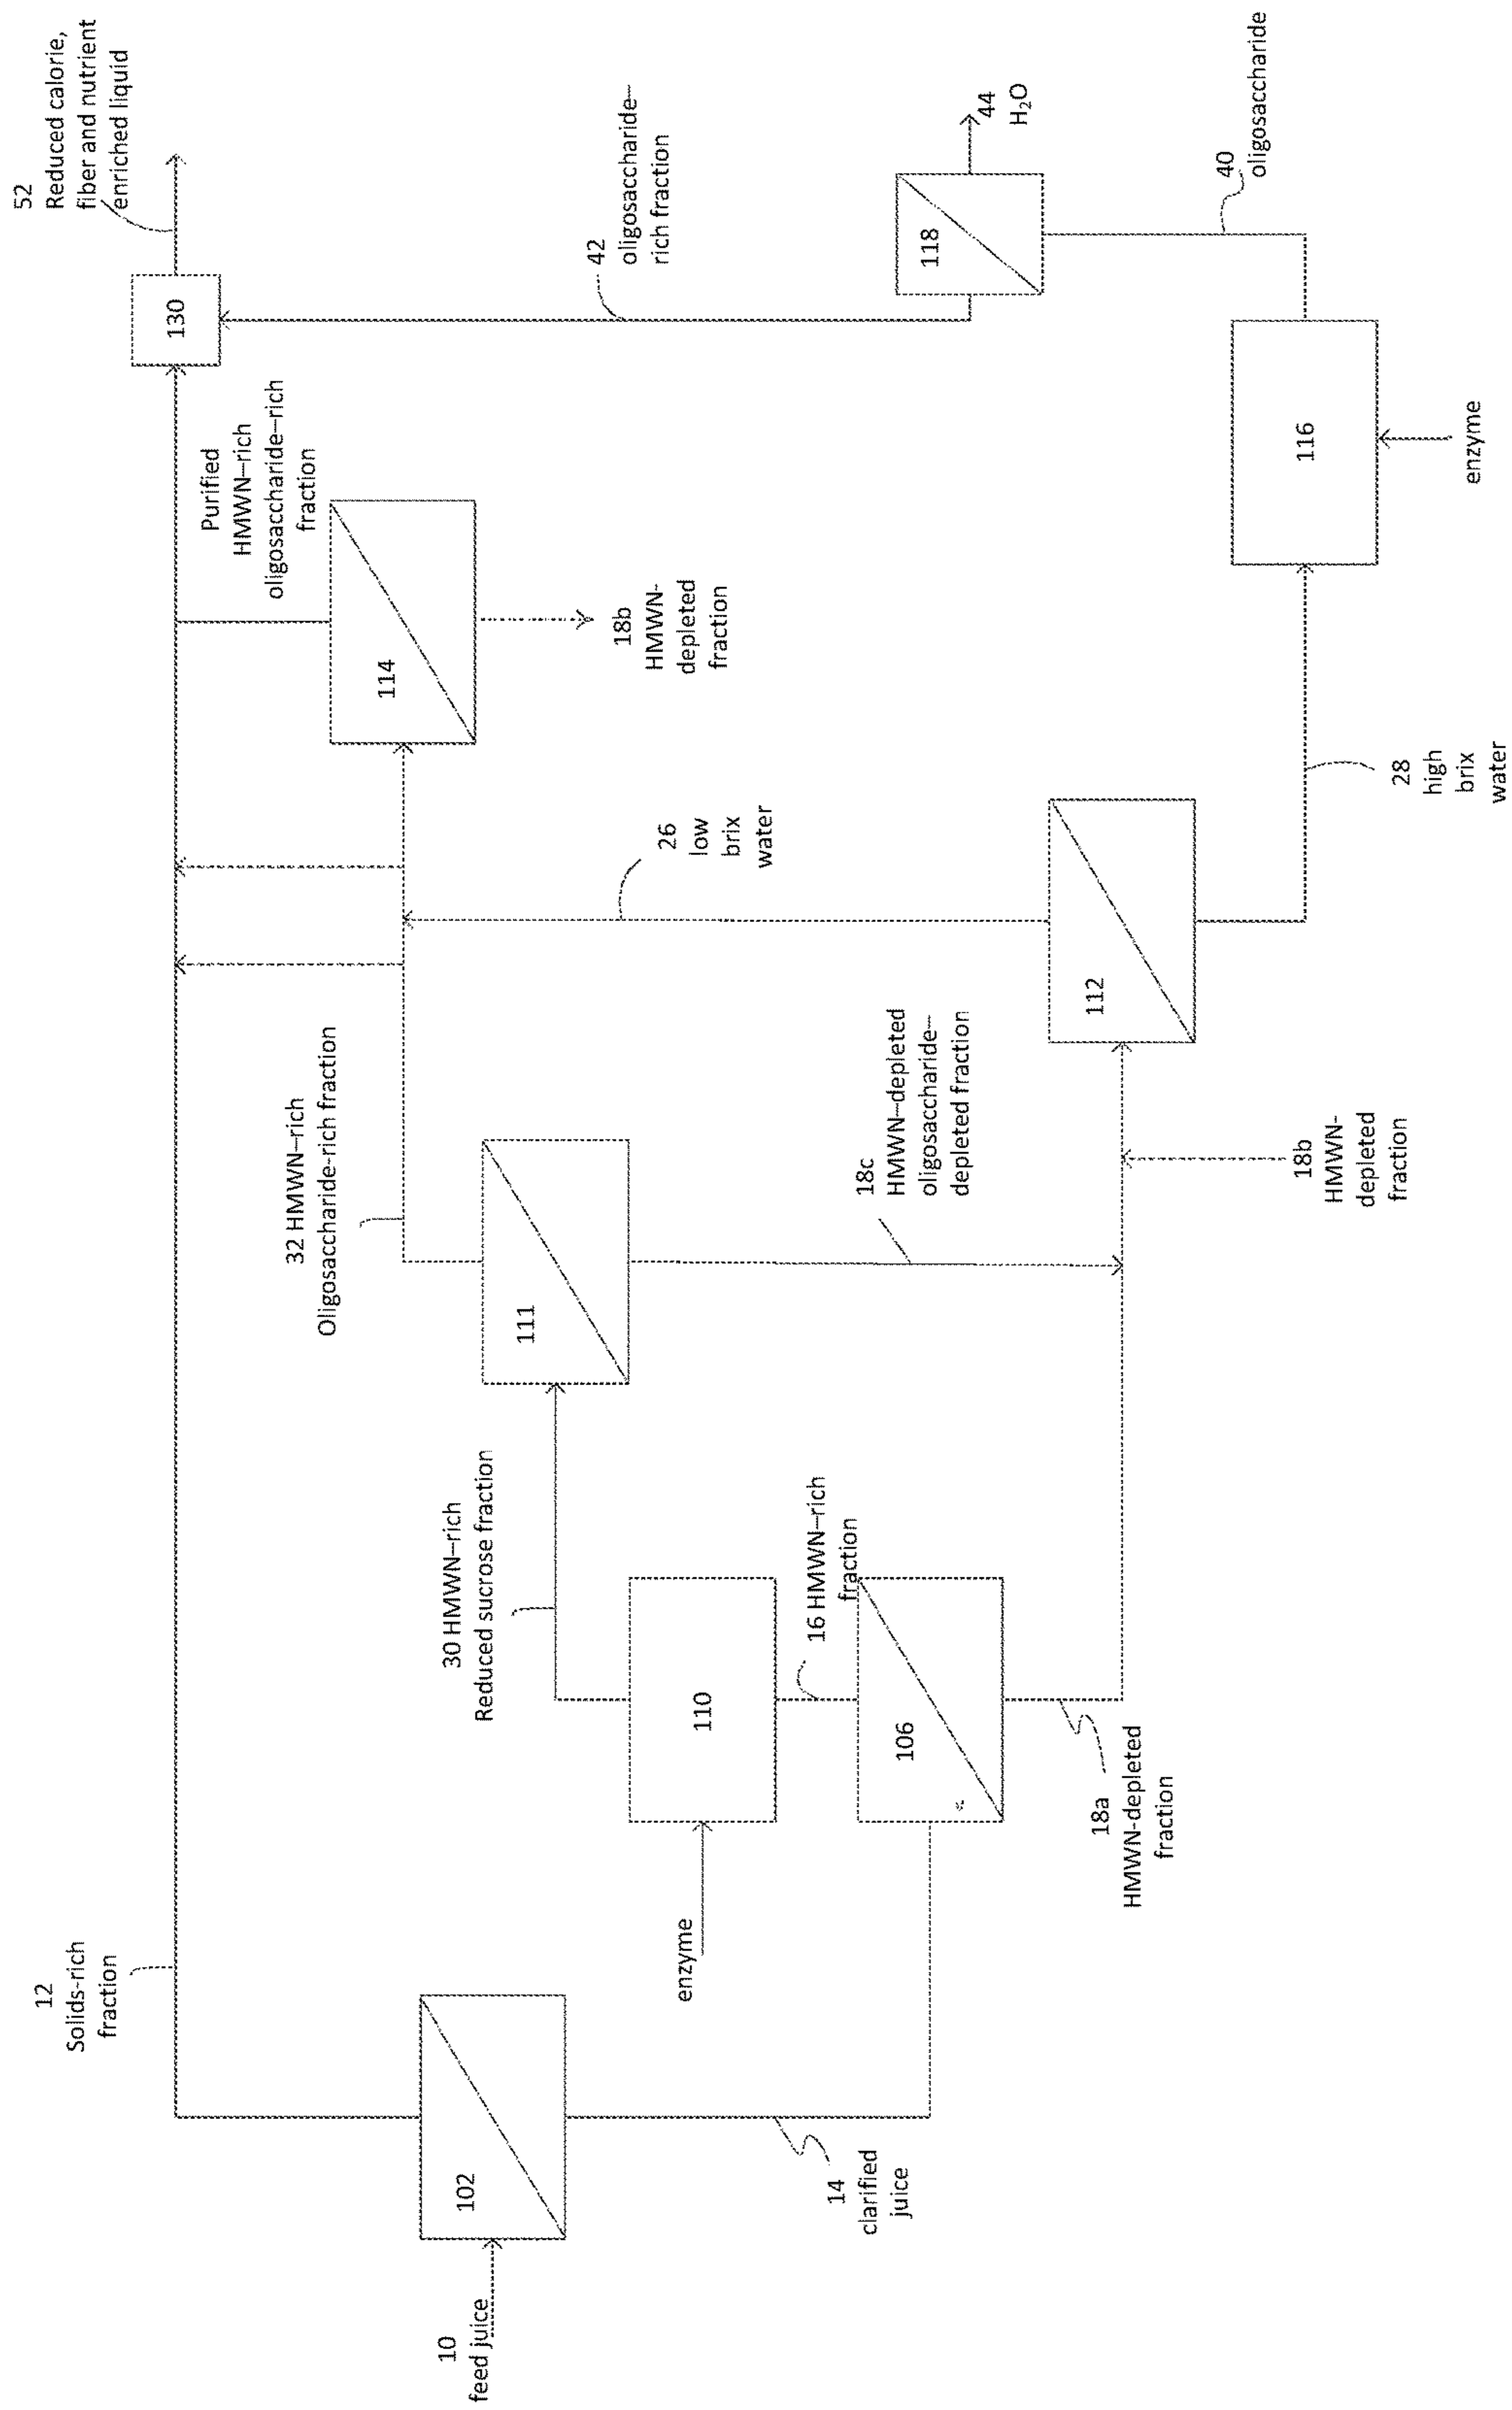 10
feed juice
102
12
Solids-rich
fraction
14
clarified
juice
enzyme
110
106
16 HMWN–rich
fraction
18a
HMWN-depleted
fraction
30 HMWN–rich
Reduced sucrose fraction
111
32 HMWN–rich
Oligosaccharide-rich fraction
18c
HMWN–depleted
oligosaccharide–
depleted fraction
18b
HMWN-
depleted
fraction
112
26
low
brix
water
28
high
brix
water
114
18b
HMWN-
depleted
fraction
Purified
HMWN–rich
oligosaccharide–rich
fraction
116
enzyme
40
oligosaccharide
118
44
H₂O
42
oligosaccharide–
rich fraction
130
52
Reduced calorie,
fiber and nutrient
enriched liquid